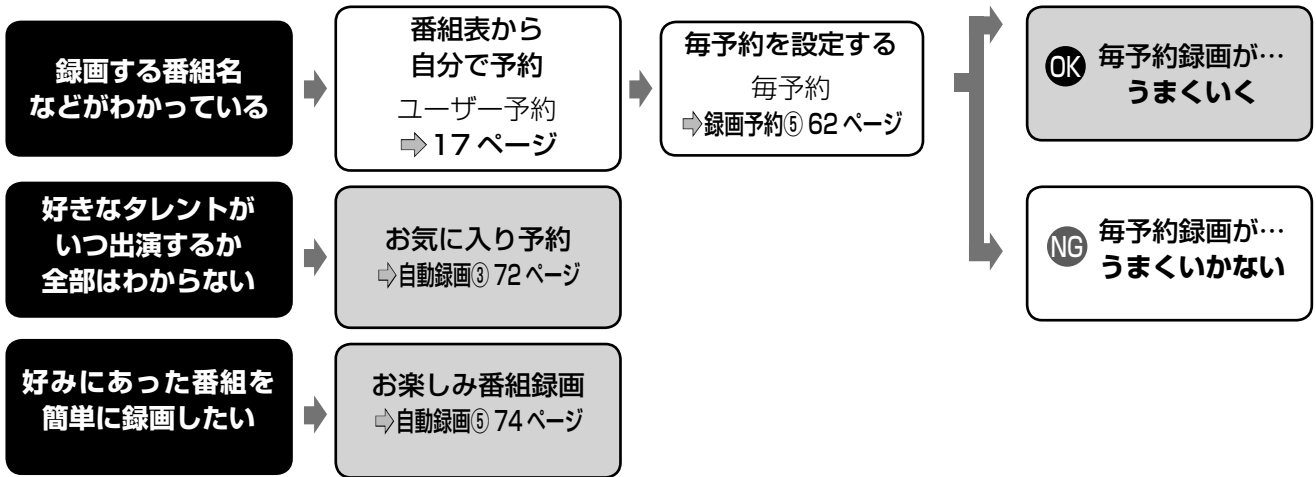 録画する番組名
などがわかっている
番組表から
自分で予約
ユーザー予約
⇨17 ページ
毎予約を設定する
毎予約
⇨録画予約⑤ 62 ページ
OK 毎予約録画が…
うまくいく
NG 毎予約録画が…
うまくいかない
好きなタレントが
いつ出演するか
全部はわからない
お気に入り予約
⇨自動録画③ 72 ページ
好みにあった番組を
簡単に録画したい
お楽しみ番組録画
⇨自動録画⑤ 74 ページ